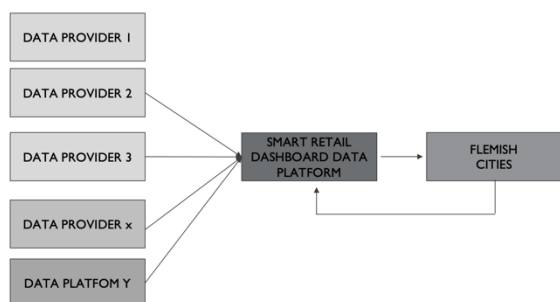 DATA PROVIDER 1
DATA PROVIDER 2
DATA PROVIDER 3
DATA PROVIDER x
DATA PLATFOM Y
SMART RETAIL
DASHBOARD DATA
PLATFORM
FLEMISH
CITIES